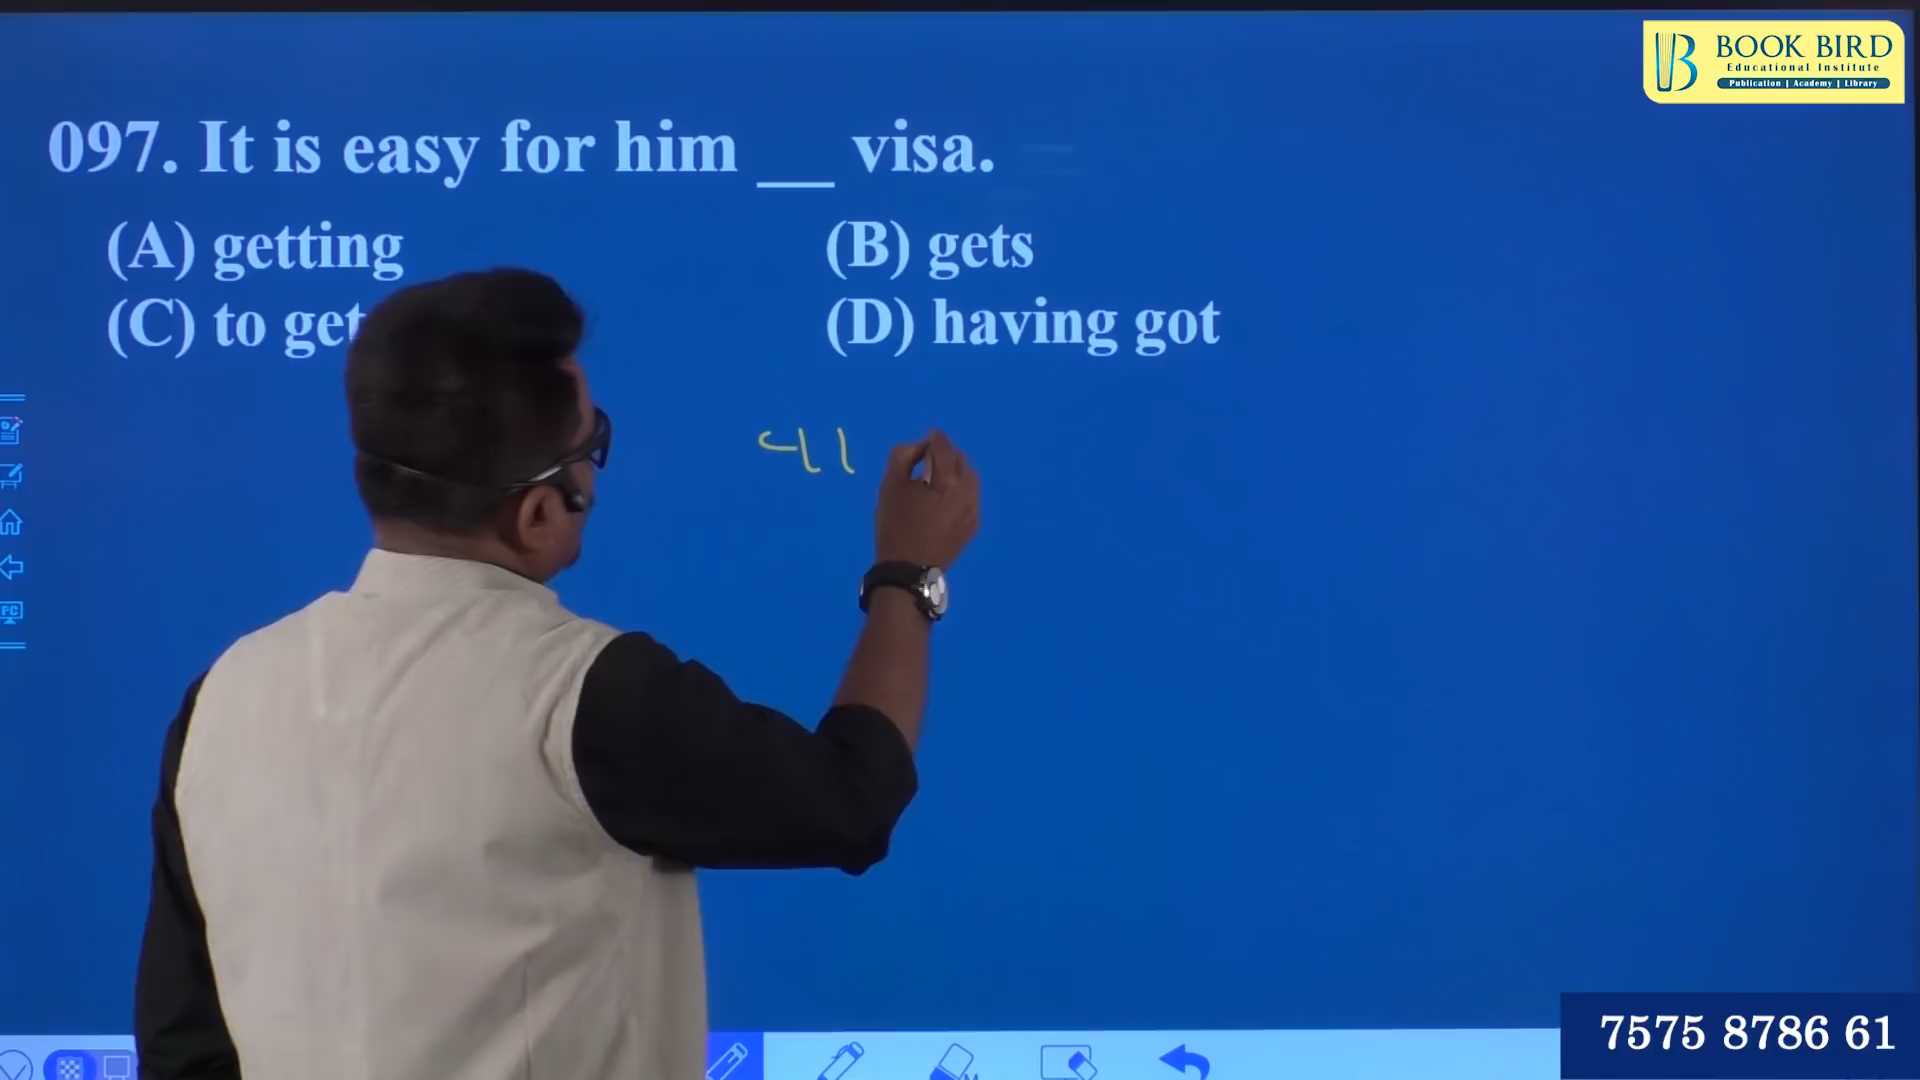 BOOK BIRD
Educational Institute
Publication | Academy | Library
097. It is easy for him __ visa.
(A) getting
(B) gets
(C) to get
(D) having got
PC
7575 8786 61